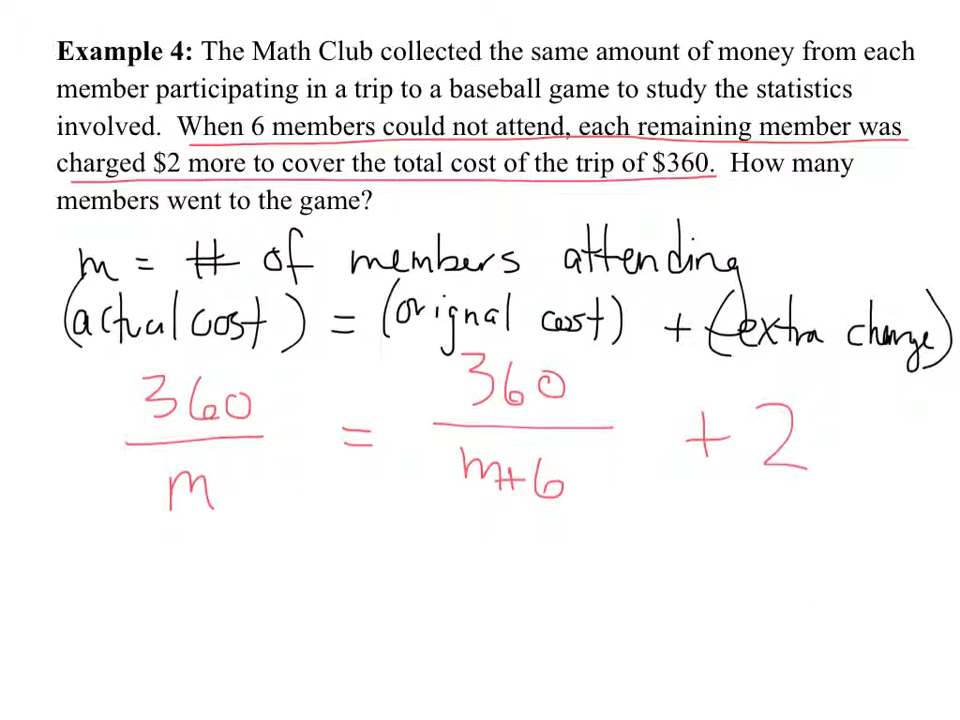 Example 4: The Math Club collected the same amount of money from each
member participating in a trip to a baseball game to study the statistics
involved. When 6 members could not attend, each remaining member was
charged $2 more to cover the total cost of the trip of $360. How many
members went to the game?
m = # of members attending
(actual cost) = (orignal cost) + (extra charge)
360/m = 360/m+6 + 2